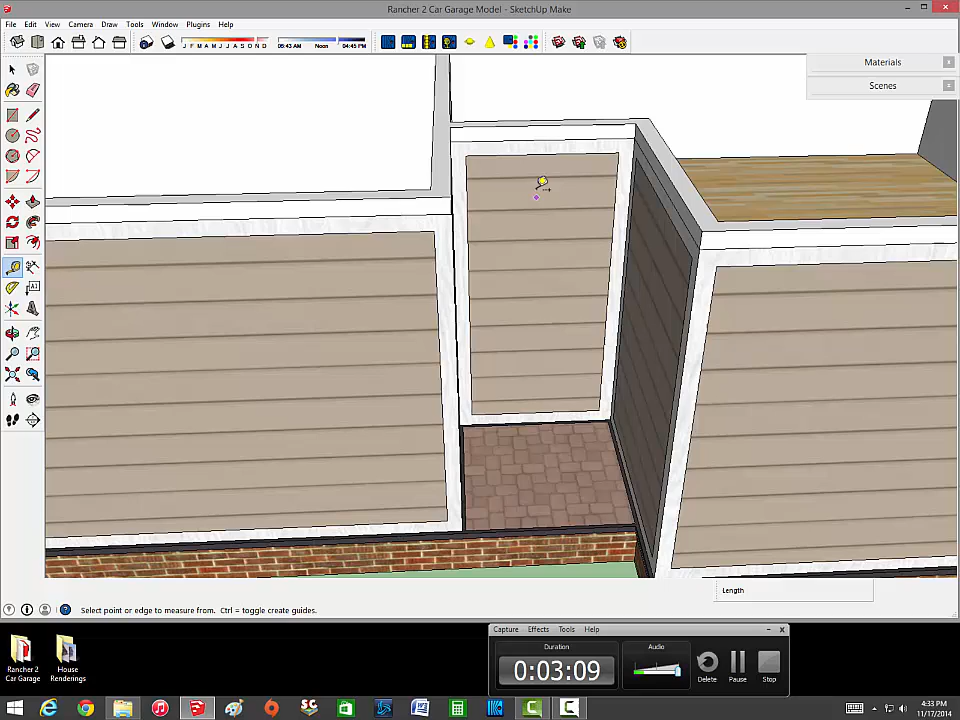 Rancher 2 Car Garage Model - SketchUp Make
File Edit View Camera Draw Tools Window Plugins Help
J F M A M J J A S O N D 05:43 AM Noon 04:45 PM
Materials
Scenes
A1
Length
Select point or edge to measure from. Ctrl = toggle create guides.
Capture Effects Tools Help
Duration
Audio
0:03:09
Delete
Pause
Stop
Rancher 2 Car Garage
House Renderings
SC
4:33 PM
11/17/2014